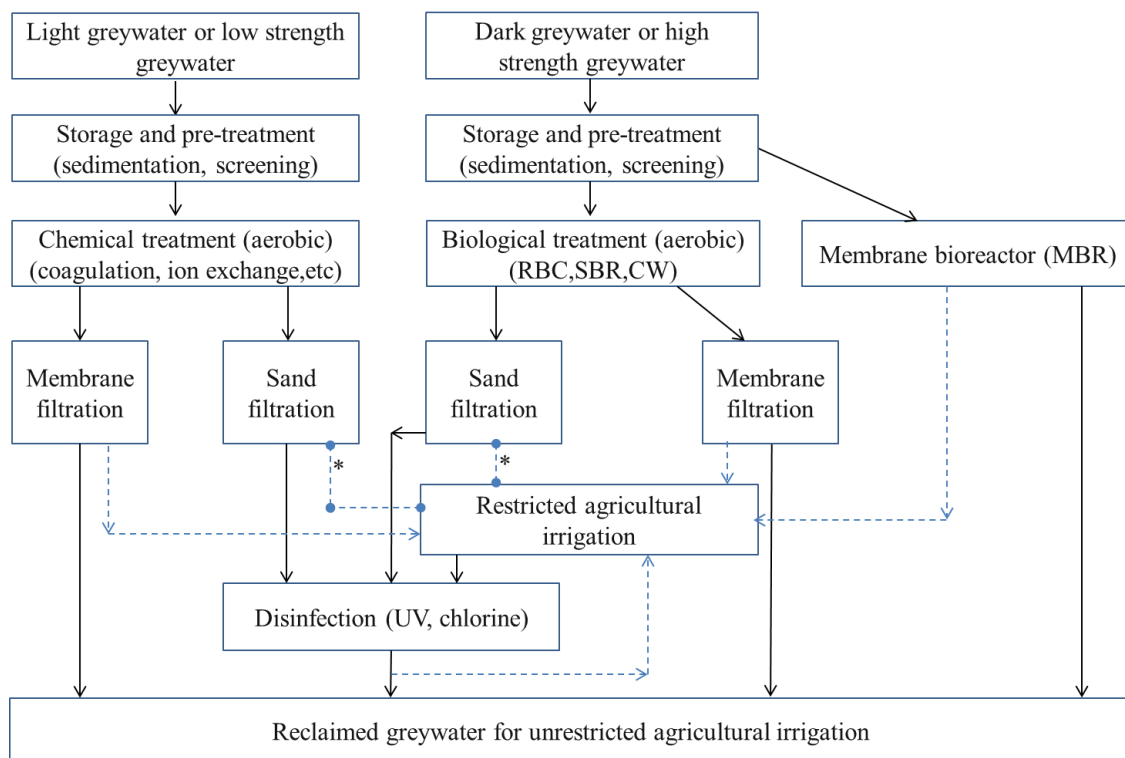 Light greywater or low strength
greywater
Dark greywater or high
strength greywater
Storage and pre-treatment
(sedimentation, screening)
Storage and pre-treatment
(sedimentation, screening)
Chemical treatment (aerobic)
(coagulation, ion exchange,etc)
Biological treatment (aerobic)
(RBC,SBR,CW)
Membrane bioreactor (MBR)
Membrane
filtration
Sand
filtration
Sand
filtration
Membrane
filtration
*
*
Restricted agricultural
irrigation
Disinfection (UV, chlorine)
Reclaimed greywater for unrestricted agricultural irrigation